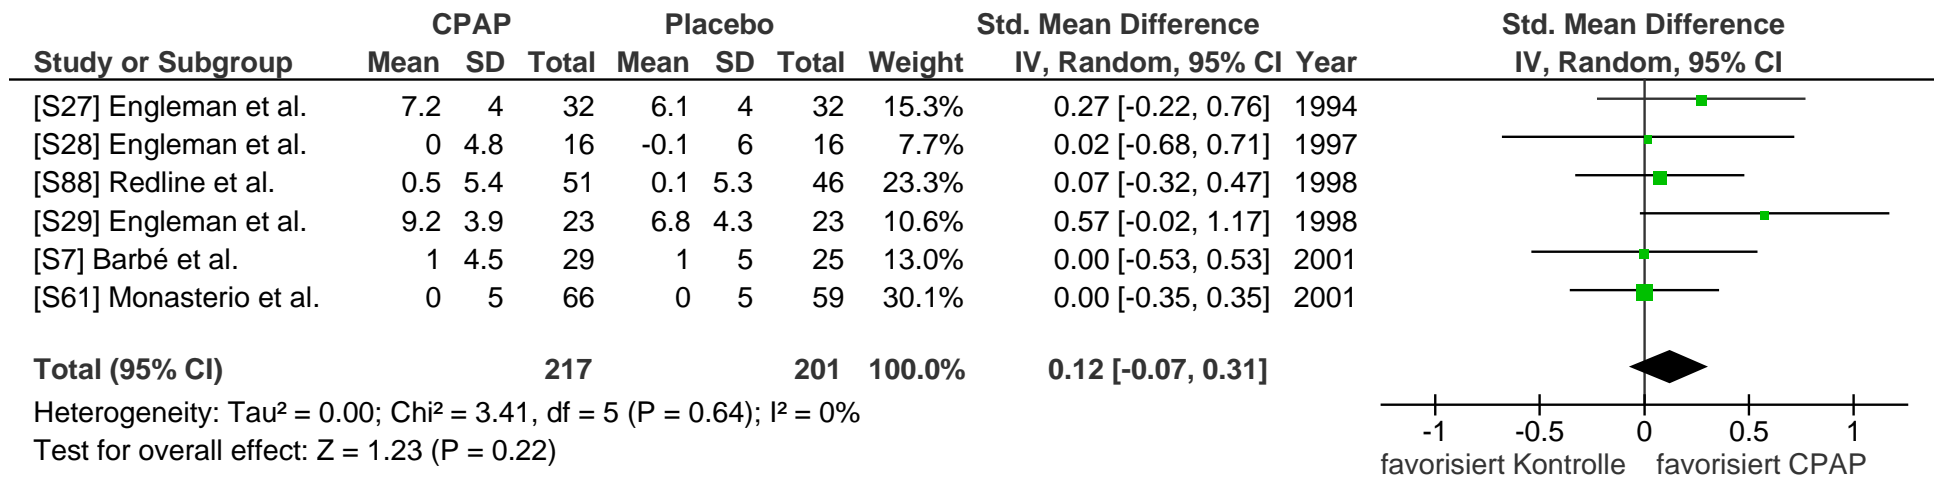 CPAP Placebo Std. Mean Difference Std. Mean Difference
Study or Subgroup Mean SD Total Mean SD Total Weight IV, Random, 95% CI Year IV, Random, 95% CI
[S27] Engleman et al. 7.2 4 32 6.1 4 32 15.3% 0.27 [-0.22, 0.76] 1994
[S28] Engleman et al. 0 4.8 16 -0.1 6 16 7.7% 0.02 [-0.68, 0.71] 1997
[S88] Redline et al. 0.5 5.4 51 0.1 5.3 46 23.3% 0.07 [-0.32, 0.47] 1998
[S29] Engleman et al. 9.2 3.9 23 6.8 4.3 23 10.6% 0.57 [-0.02, 1.17] 1998
[S7] Barbé et al. 1 4.5 29 1 5 25 13.0% 0.00 [-0.53, 0.53] 2001
[S61] Monasterio et al. 0 5 66 0 5 59 30.1% 0.00 [-0.35, 0.35] 2001
Total (95% CI) 217 201 100.0% 0.12 [-0.07, 0.31]
Heterogeneity: Tau² = 0.00; Chi² = 3.41, df = 5 (P = 0.64); I² = 0%
Test for overall effect: Z = 1.23 (P = 0.22)
-1 -0.5 0 0.5 1
favorisiert Kontrolle favorisiert CPAP